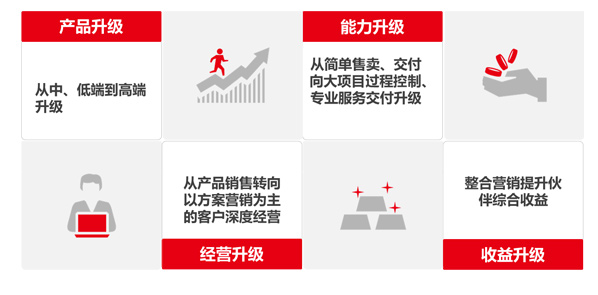 产品升级
从中、低端到高端
升级
能力升级
从简单售卖、交付
向大项目过程控制、
专业服务交付升级
从产品销售转向
以方案营销为主
的客户深度经营
经营升级
整合营销提升伙
伴综合收益
收益升级